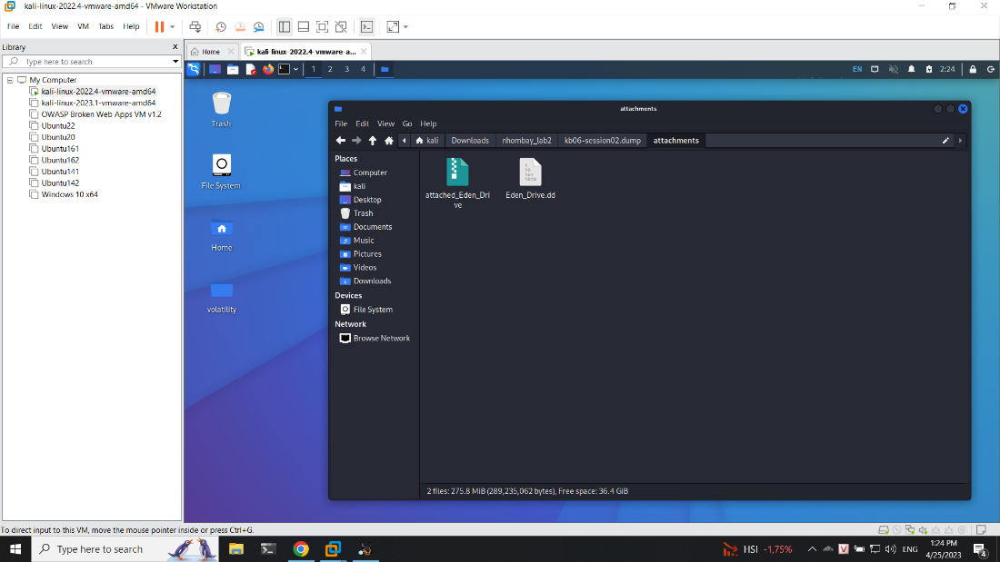 kali-linux-2022.4-vmware-amd64 - VMware Workstation
File Edit View VM Tabs Help
Library
Type here to search
My Computer
kali-linux-2022.4-vmware-amd64
kali-linux-2023.1-vmware-amd64
OWASP Broken Web Apps VM v1.2
Ubuntu22
Ubuntu20
Ubuntu161
Ubuntu162
Ubuntu141
Ubuntu142
Windows 10 x64
Home
kali-linux-2022.4-vmware-a...
1 2 3 4
EN
2:24
Trash
File System
Home
volatility
attachments
File Edit View Go Help
kali Downloads nhombay_lab2 kb06-session02.dump attachments
Places
Computer
kali
Desktop
Trash
Documents
Music
Pictures
Videos
Downloads
Devices
File System
Network
Browse Network
attached_Eden_Dri
ve
Eden_Drive.dd
2 files: 275.8 MiB (289,235,062 bytes), Free space: 36.4 GiB
To direct input to this VM, move the mouse pointer inside or press Ctrl+G.
Type here to search
HSI -1,75%
ENG
1:24 PM
4/25/2023
4